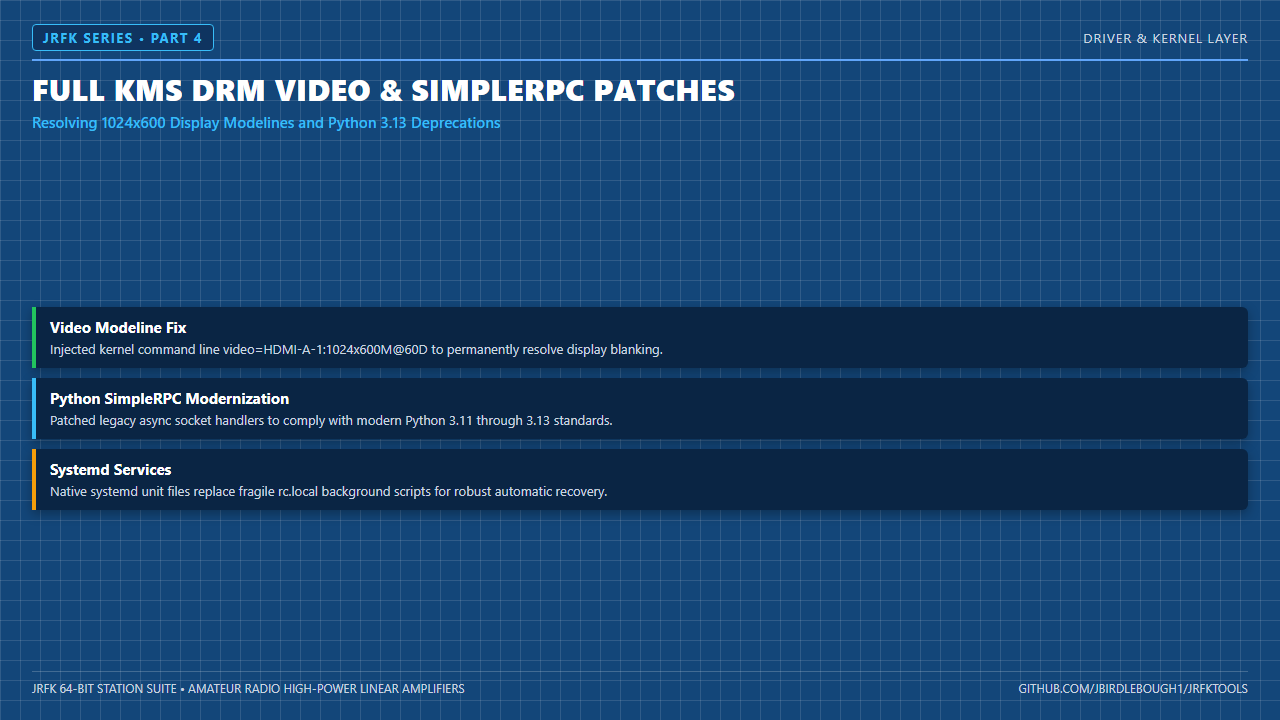 JRFK SERIES • PART 4
DRIVER & KERNEL LAYER
FULL KMS DRM VIDEO & SIMPLERPC PATCHES
Resolving 1024x600 Display Modelines and Python 3.13 Deprecations
Video Modeline Fix
Injected kernel command line video=HDMI-A-1:1024x600M@60D to permanently resolve display blanking.
Python SimpleRPC Modernization
Patched legacy async socket handlers to comply with modern Python 3.11 through 3.13 standards.
Systemd Services
Native systemd unit files replace fragile rc.local background scripts for robust automatic recovery.
JRFK 64-BIT STATION SUITE • AMATEUR RADIO HIGH-POWER LINEAR AMPLIFIERS
GITHUB.COM/JBIRDLEBOUGH1/JRFKTOOLS